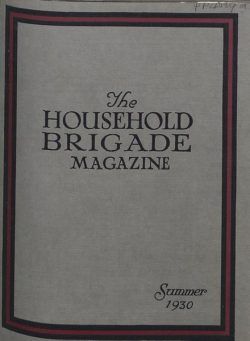 The
HOUSEHOLD
BRIGADE
MAGAZINE
Summer
1930